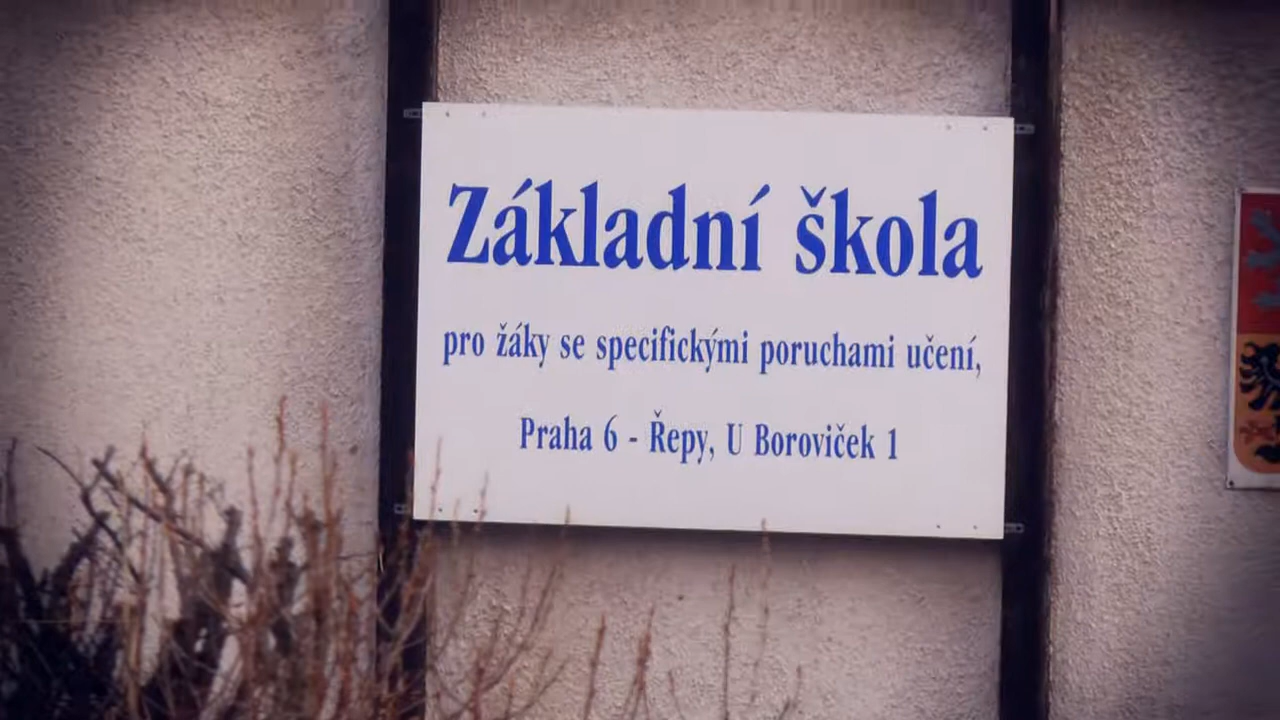 Základní škola
pro žáky se specifickými poruchami učení,
Praha 6 - Řepy, U Boroviček 1